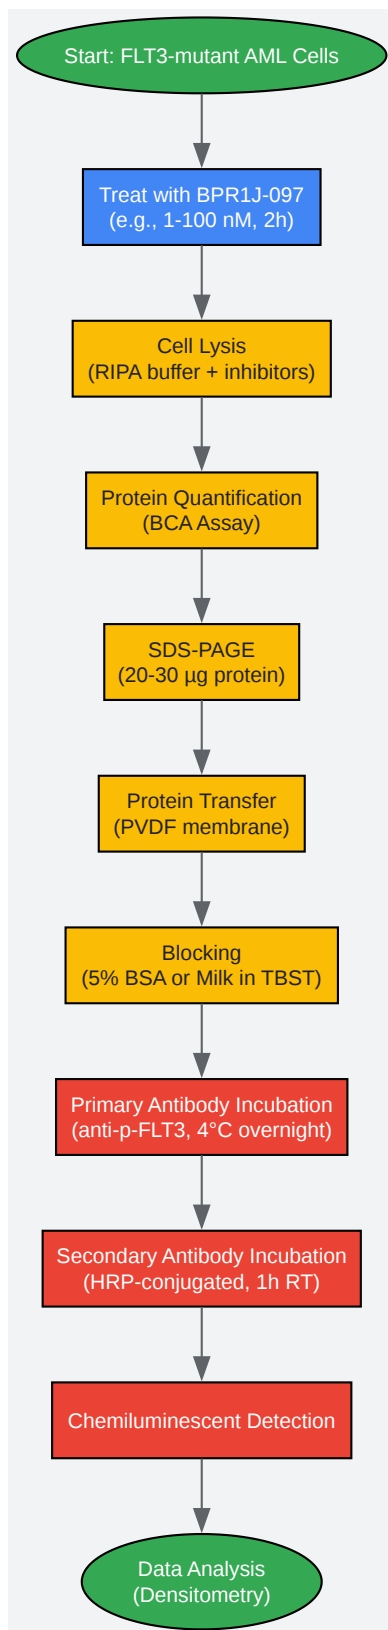 Start: FLT3-mutant AML Cells
Treat with BPR1J-097
(e.g., 1-100 nM, 2h)
Cell Lysis
(RIPA buffer + inhibitors)
Protein Quantification
(BCA Assay)
SDS-PAGE
(20-30 µg protein)
Protein Transfer
(PVDF membrane)
Blocking
(5% BSA or Milk in TBST)
Primary Antibody Incubation
(anti-p-FLT3, 4°C overnight)
Secondary Antibody Incubation
(HRP-conjugated, 1h RT)
Chemiluminescent Detection
Data Analysis
(Densitometry)